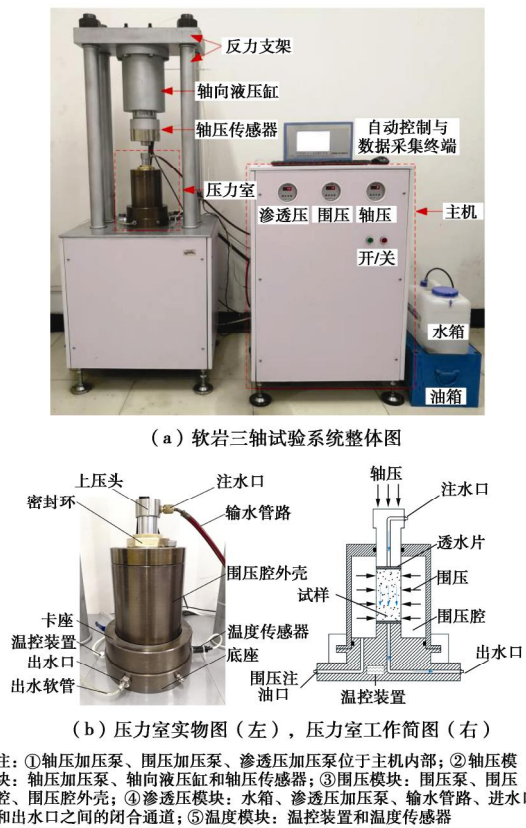 反力支架
轴向液压缸
轴压传感器
自动控制与
数据采集终端
压力室
渗透压 围压 轴压
主机
开/关
水箱
油箱
(a) 软岩三轴试验系统整体图
上压头
注水口
密封环
输水管路
围压腔外壳
卡座
温控装置
温度传感器
出水口
底座
出水软管
轴压
注水口
透水片
围压
试样
围压腔
出水口
围压注
油口
温控装置
(b) 压力室实物图(左),压力室工作简图(右)
注:①轴压加压泵、围压加压泵、渗透压加压泵位于主机内部;②轴压模
块:轴压加压泵、轴向液压缸和轴压传感器;③围压模块:围压泵、围压
腔、围压腔外壳;④渗透压模块:水箱、渗透压加压泵、输水管路、进水口
和出水口之间的闭合通道;⑤温度模块:温控装置和温度传感器